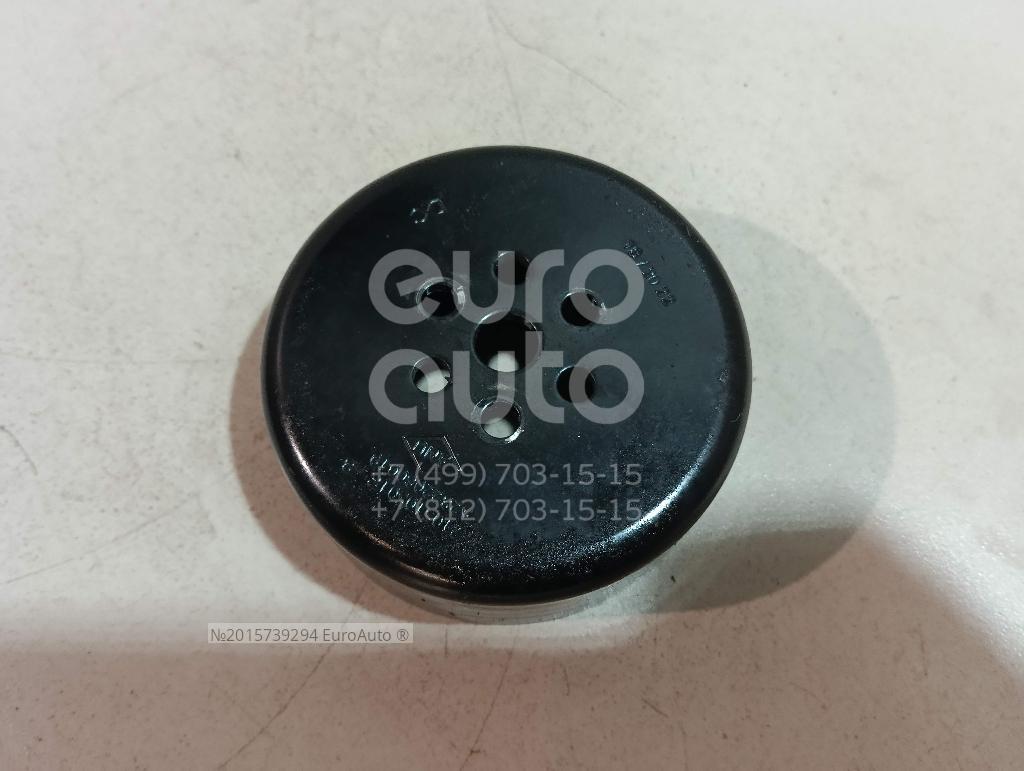 euro
auto
+7 (499) 703-15-15
+7 (812) 703-15-15
№2015739294 EuroAuto ®